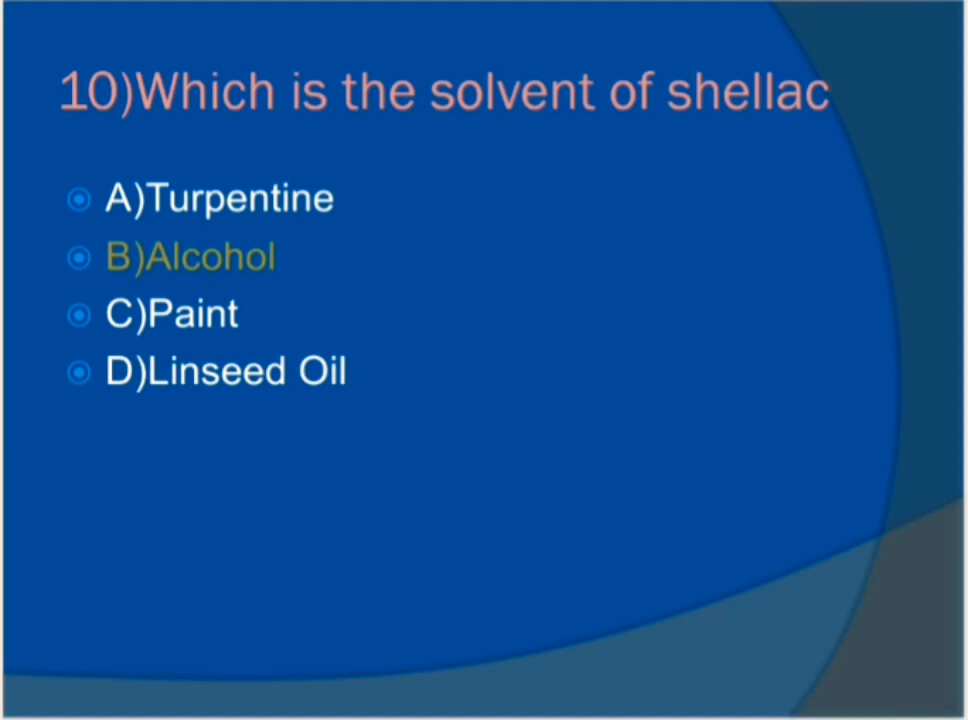 10)Which is the solvent of shellac
A)Turpentine
B)Alcohol
C)Paint
D)Linseed Oil